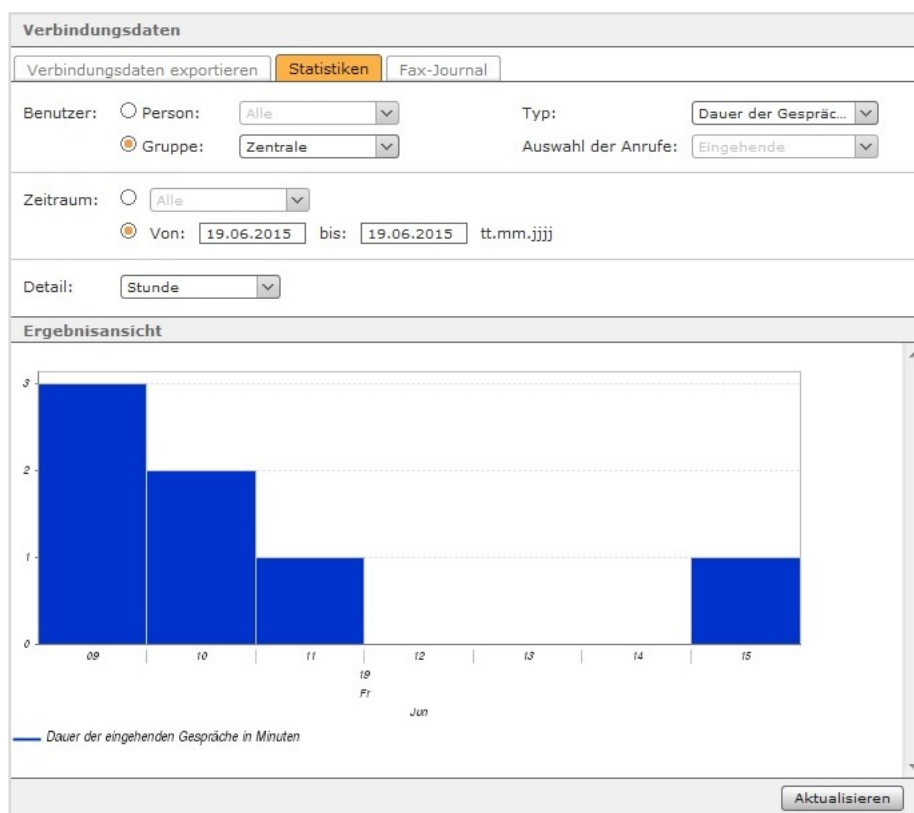 Verbindungsdaten
Verbindungsdaten exportieren Statistiken Fax-Journal
Benutzer: Person: Alle Typ: Dauer der Gespräc...
Gruppe: Zentrale Auswahl der Anrufe: Eingehende
Zeitraum: Alle
Von: 19.06.2015 bis: 19.06.2015 tt.mm.jjjj
Detail: Stunde
Ergebnisansicht
3
2
1
0
09 10 11 12 13 14 15
19
Fr
Jun
Dauer der eingehenden Gespräche in Minuten
Aktualisieren